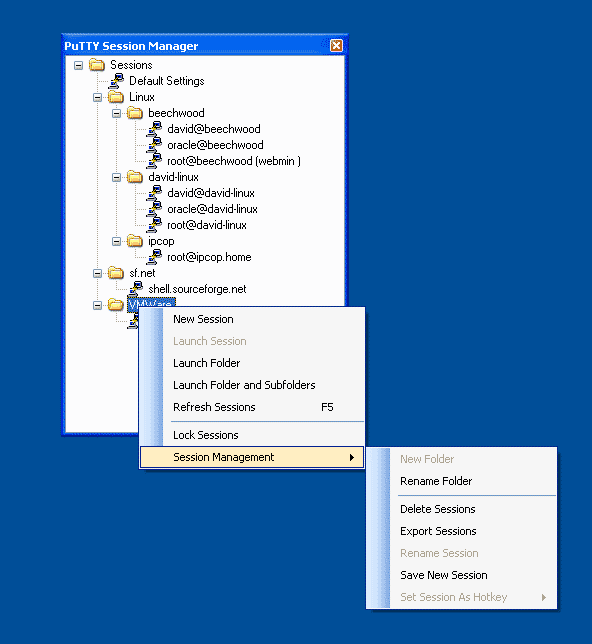 PuTTY Session Manager
Sessions
Default Settings
Linux
beechwood
david@beechwood
oracle@beechwood
root@beechwood (webmin )
david-linux
david@david-linux
oracle@david-linux
root@david-linux
ipcop
root@ipcop.home
sf.net
shell.sourceforge.net
VMWare
New Session
Launch Session
Launch Folder
Launch Folder and Subfolders
Refresh Sessions F5
Lock Sessions
Session Management
New Folder
Rename Folder
Delete Sessions
Export Sessions
Rename Session
Save New Session
Set Session As Hotkey